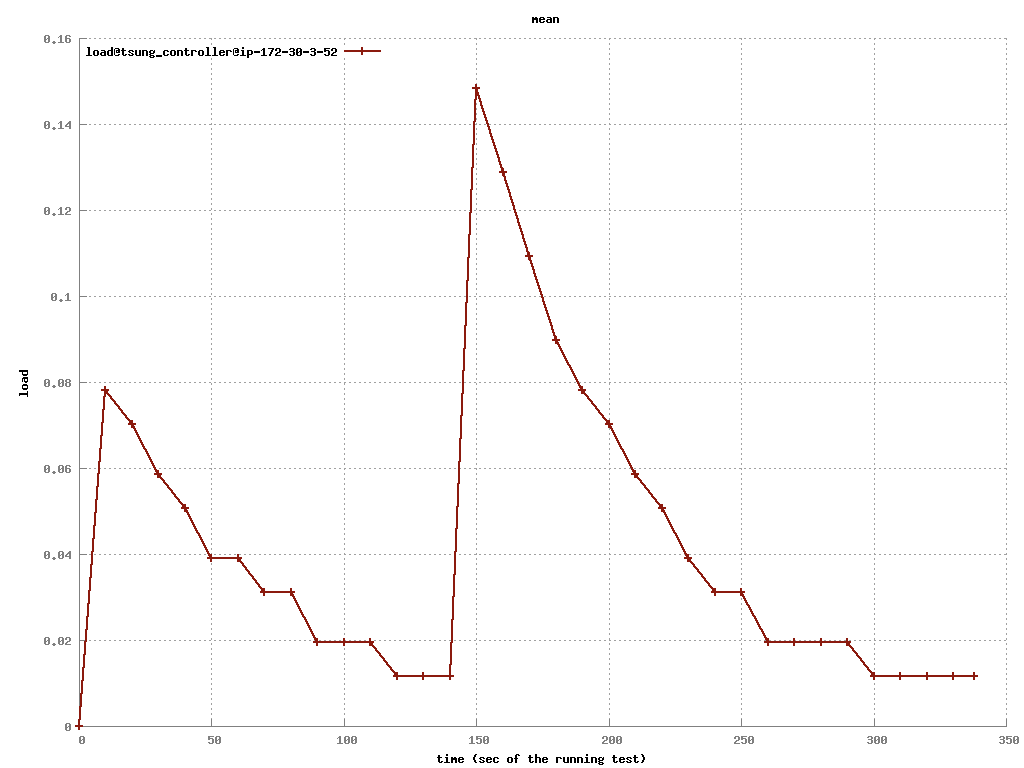 mean
load@tsung_controller@ip-172-30-3-52
0.16
0.14
0.12
0.1
0.08
0.06
0.04
0.02
0
load
0 50 100 150 200 250 300 350
time (sec of the running test)